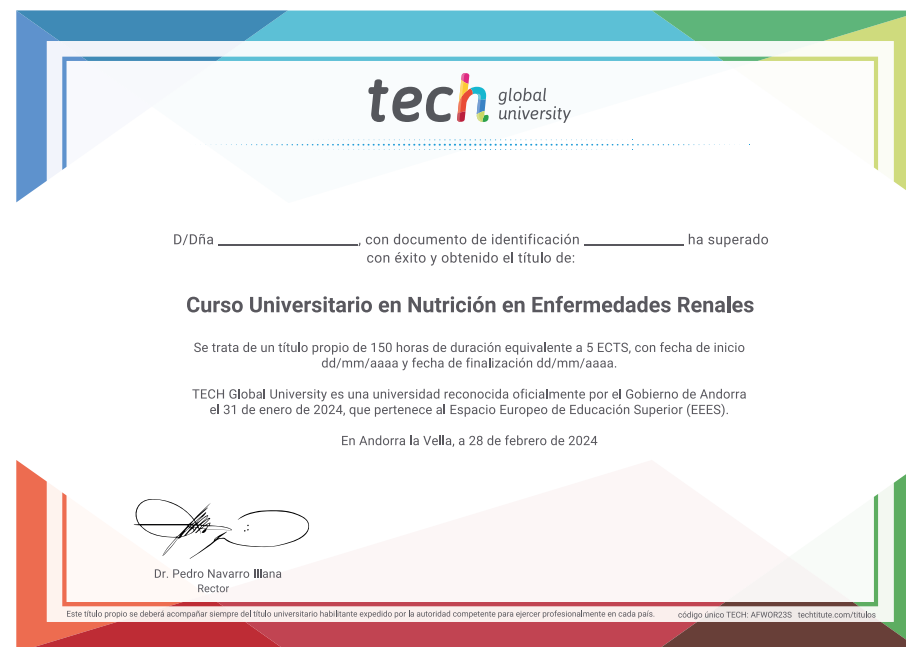 tech global university
D/Dña ____________, con documento de identificación ____________ ha superado
con éxito y obtenido el título de:
Curso Universitario en Nutrición en Enfermedades Renales
Se trata de un título propio de 150 horas de duración equivalente a 5 ECTS, con fecha de inicio
dd/mm/aaaa y fecha de finalización dd/mm/aaaa.
TECH Global University es una universidad reconocida oficialmente por el Gobierno de Andorra
el 31 de enero de 2024, que pertenece al Espacio Europeo de Educación Superior (EEES).
En Andorra la Vella, a 28 de febrero de 2024
Dr. Pedro Navarro Illana
Rector
Este título propio se deberá acompañar siempre del título universitario habilitante expedido por la autoridad competente para ejercer profesionalmente en cada país. código único TECH: AFWOR23S techtitute.com/titulos